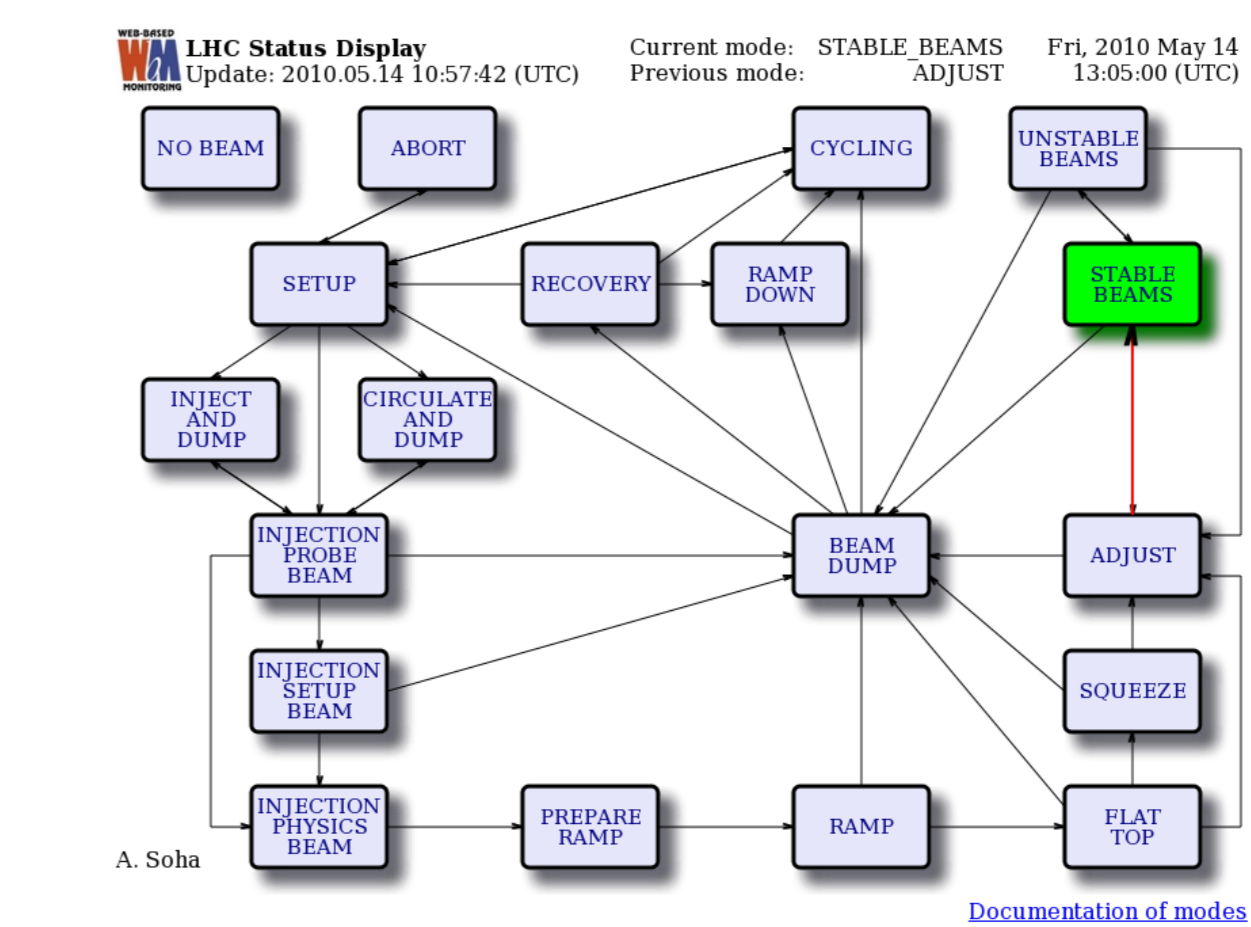 WEB-BASED
WBM
MONITORING
LHC Status Display
Update: 2010.05.14 10:57:42 (UTC)
Current mode: STABLE_BEAMS
Previous mode: ADJUST
Fri, 2010 May 14
13:05:00 (UTC)
NO BEAM
ABORT
CYCLING
UNSTABLE
BEAMS
SETUP
RECOVERY
RAMP
DOWN
STABLE
BEAMS
INJECT
AND
DUMP
CIRCULATE
AND
DUMP
INJECTION
PROBE
BEAM
BEAM
DUMP
ADJUST
INJECTION
SETUP
BEAM
SQUEEZE
INJECTION
PHYSICS
BEAM
PREPARE
RAMP
RAMP
FLAT
TOP
A. Soha
Documentation of modes